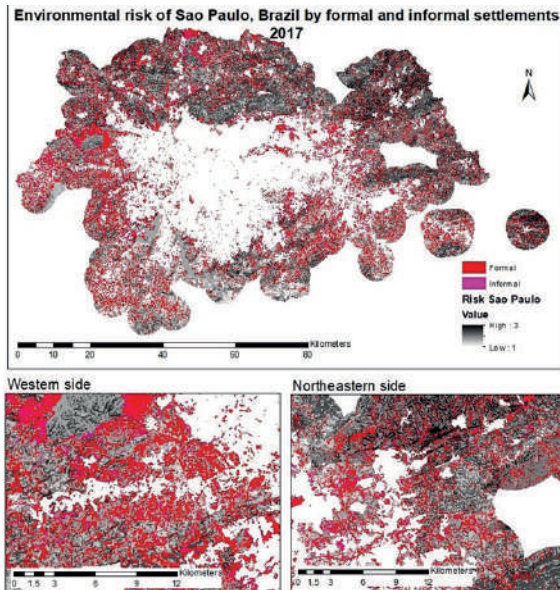 Environmental risk of Sao Paulo, Brazil by formal and informal settlements
2017
N
Formal
Informal
Risk Sao Paulo
Value
High : 3
Low : 1
Kilometers
0 5 10 20 40 60 80
Western side
Kilometers
0 1.5 3 6 9 12
Northeastern side
Kilometers
0 1.5 3 6 9 12